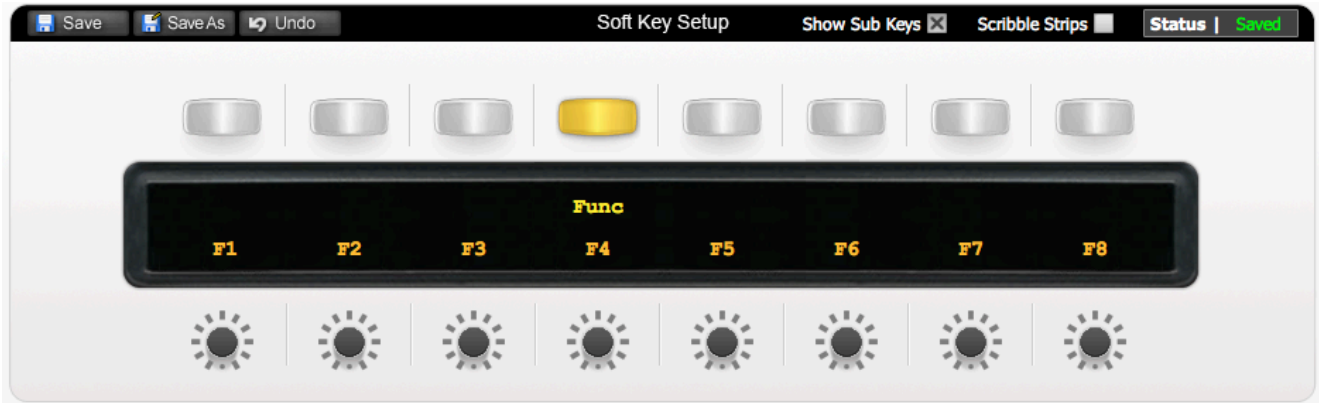 Save Save As Undo Soft Key Setup Show Sub Keys Scribble Strips Status | Saved
Func
F1 F2 F3 F4 F5 F6 F7 F8